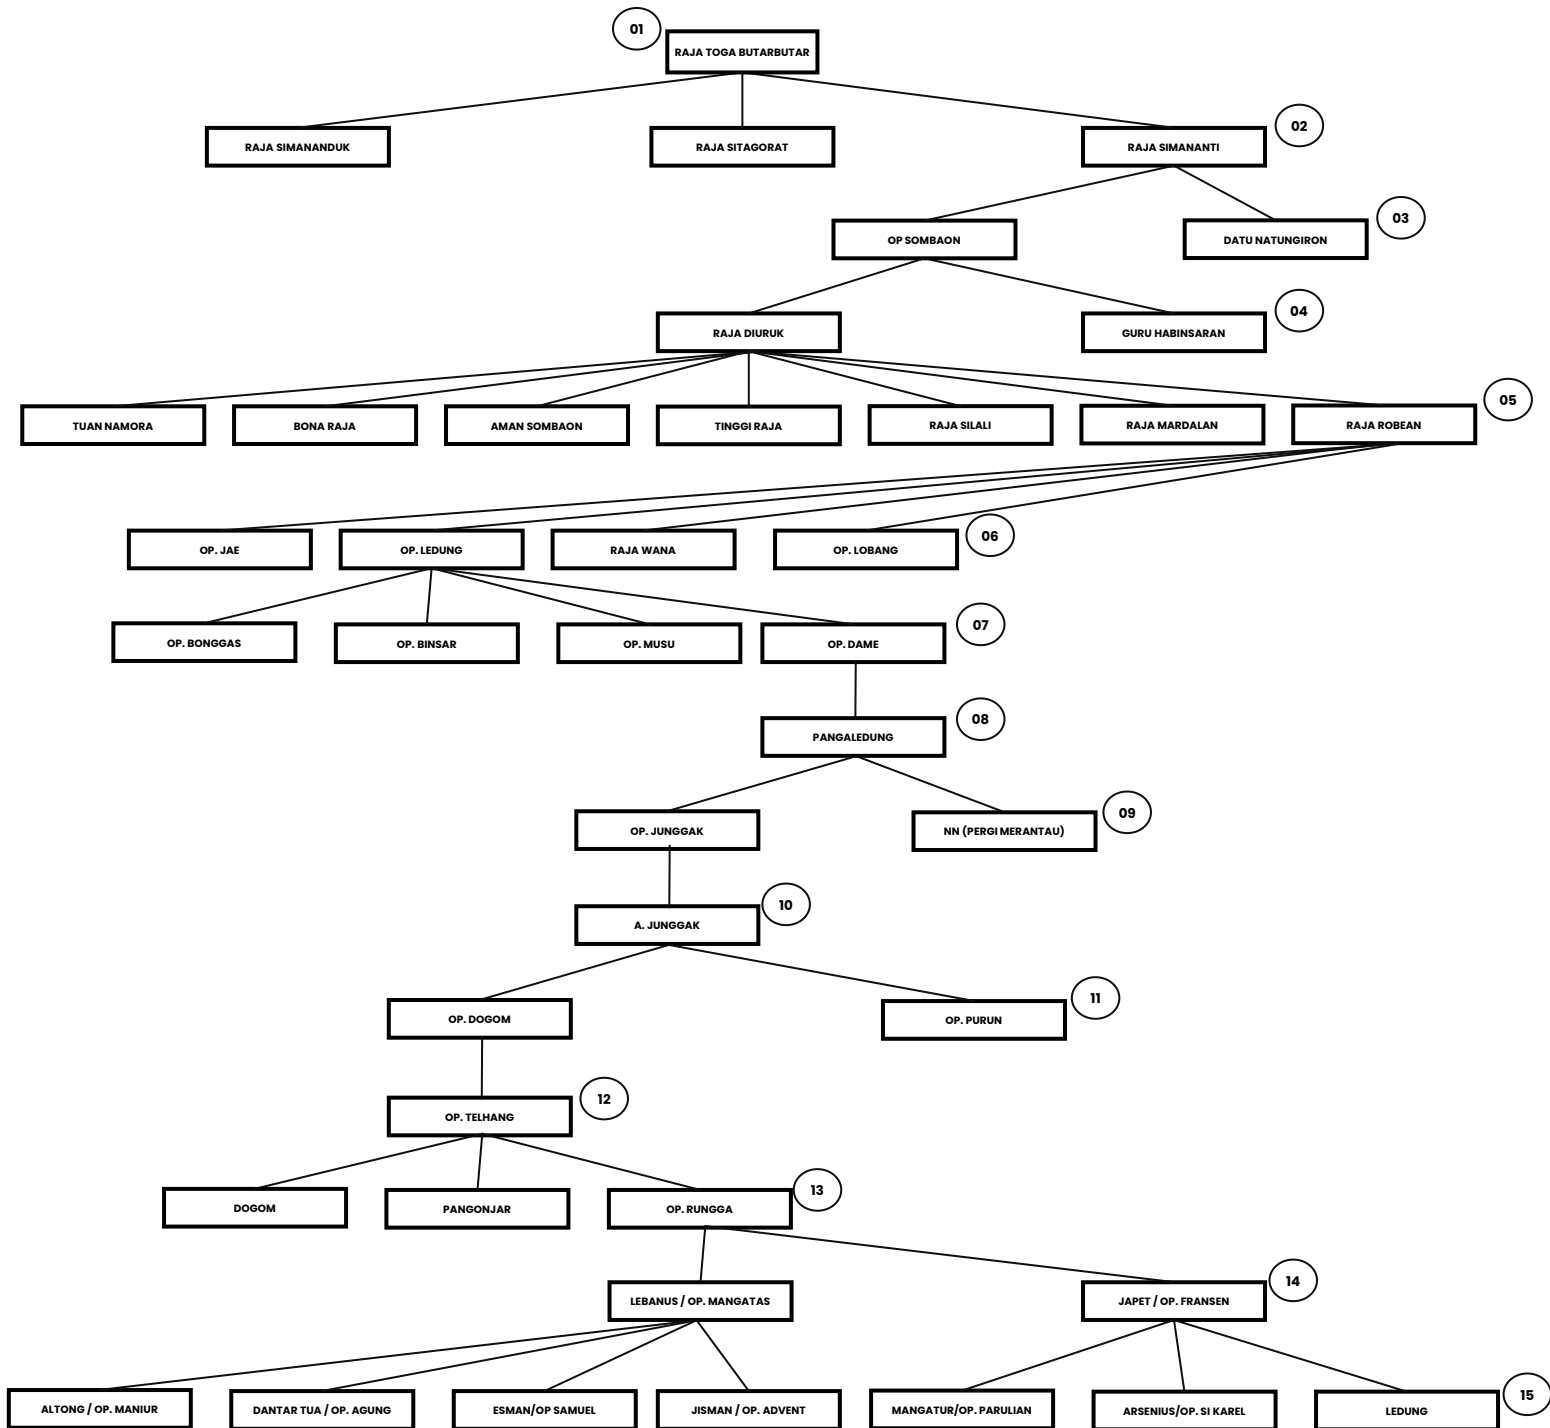 01
RAJA TOGA BUTARBUTAR
02
RAJA SIMANANDUK
RAJA SITAGORAT
RAJA SIMANANTI
03
OP SOMBAON
DATU NATUNGIRON
04
RAJA DIURUK
GURU HABINSARAN
05
TUAN NAMORA
BONA RAJA
AMAN SOMBAON
TINGGI RAJA
RAJA SILALI
RAJA MARDALAN
RAJA ROBEAN
06
OP. JAE
OP. LEDUNG
RAJA WANA
OP. LOBANG
07
OP. BONGGAS
OP. BINSAR
OP. MUSU
OP. DAME
08
PANGALEDUNG
09
OP. JUNGGAK
NN (PERGI MERANTAU)
10
A. JUNGGAK
11
OP. DOGOM
OP. PURUN
12
OP. TELHANG
13
DOGOM
PANGONJAR
OP. RUNGGA
14
LEBANUS / OP. MANGATAS
JAPET / OP. FRANSEN
15
ALTONG / OP. MANIUR
DANTAR TUA / OP. AGUNG
ESMAN/OP SAMUEL
JISMAN / OP. ADVENT
MANGATUR/OP. PARULIAN
ARSENIUS/OP. SI KAREL
LEDUNG